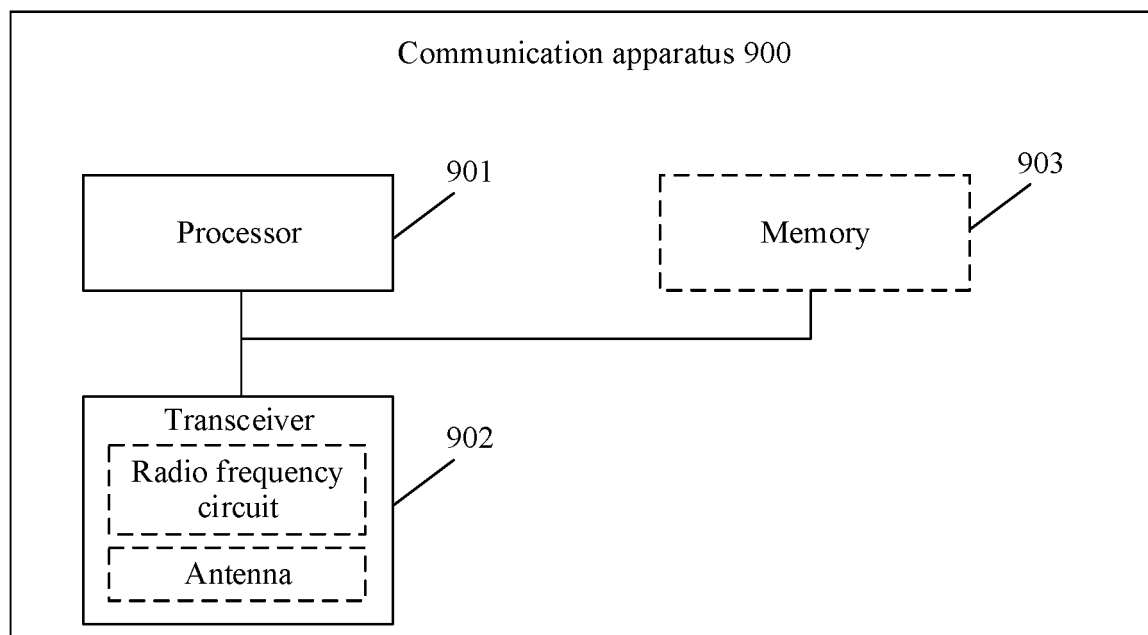 Communication apparatus 900
901
903
Processor
Memory
Transceiver
902
Radio frequency
circuit
Antenna